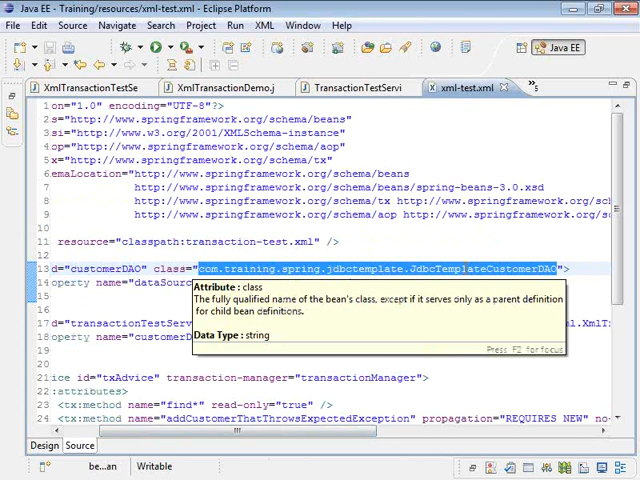 Java EE - Training/resources/xml-test.xml - Eclipse Platform
File Edit Source Navigate Search Project Run XML Window Help
Java EE
XmlTransactionTestSe XmlTransactionDemo.j TransactionTestServi xml-test.xml 5
1 on="1.0" encoding="UTF-8"?>
2 s="http://www.springframework.org/schema/beans"
3 si="http://www.w3.org/2001/XMLSchema-instance"
4 op="http://www.springframework.org/schema/aop"
5 x="http://www.springframework.org/schema/tx"
6 emaLocation="http://www.springframework.org/schema/beans
7 http://www.springframework.org/schema/beans/spring-beans-3.0.xsd
8 http://www.springframework.org/schema/tx http://www.spri
9 http://www.springframework.org/schema/aop http://www.spr
10
11 resource="classpath:transaction-test.xml" />
12
13 d="customerDAO" class="com.training.spring.jdbctemplate.JdbcTemplateCustomerDAO">
14 operty name="dataSour
15
16
17 d="transactionTestServ l.XmlTr
18 operty name="customerD
19
20
21 ice id="txAdvice" transaction-manager="transactionManager">
22 :attributes>
23 <tx:method name="find*" read-only="true" />
24 <tx:method name="addCustomerThatThrowsExpectedException" propagation="REQUIRES_NEW" no-
Attribute : class
The fully qualified name of the bean's class, except if it serves only as a parent definition
for child bean definitions.
Data Type : string
Press 'F2' for focus
Design Source
be...an Writable